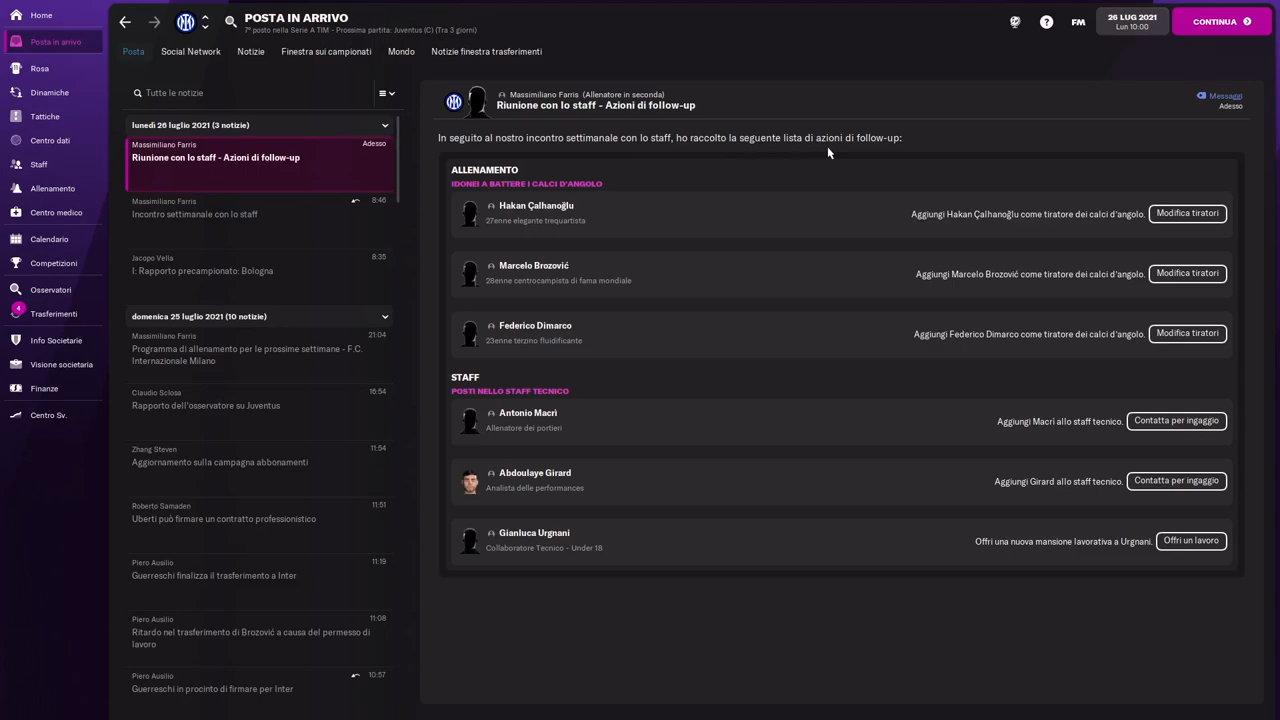 Home
Posta in arrivo
Rosa
Dinamiche
Tattiche
Centro dati
Staff
Allenamento
Centro medico
Calendario
Competizioni
Osservatori
4
Trasferimenti
Info Societarie
Visione societaria
Finanze
Centro Sv.
POSTA IN ARRIVO
7° posto nella Serie A TIM - Prossima partita: Juventus (C) (Tra 3 giorni)
?
FM
26 LUG 2021
Lun 10:00
CONTINUA
Posta
Social Network
Notizie
Finestra sui campionati
Mondo
Notizie finestra trasferimenti
Tutte le notizie
lunedì 26 luglio 2021 (3 notizie)
Massimiliano Farris
Adesso
Riunione con lo staff - Azioni di follow-up
Massimiliano Farris
8:46
Incontro settimanale con lo staff
Jacopo Vella
8:35
I: Rapporto precampionato: Bologna
domenica 25 luglio 2021 (10 notizie)
Massimiliano Farris
21:04
Programma di allenamento per le prossime settimane - F.C.
Internazionale Milano
Claudio Sclosa
16:54
Rapporto dell'osservatore su Juventus
Zhang Steven
11:54
Aggiornamento sulla campagna abbonamenti
Roberto Samaden
11:51
Uberti può firmare un contratto professionistico
Piero Ausilio
11:19
Guerreschi finalizza il trasferimento a Inter
Piero Ausilio
11:08
Ritardo nel trasferimento di Brozović a causa del permesso di
lavoro
Piero Ausilio
10:57
Guerreschi in procinto di firmare per Inter
Massimiliano Farris (Allenatore in seconda)
Riunione con lo staff - Azioni di follow-up
Messaggi
Adesso
In seguito al nostro incontro settimanale con lo staff, ho raccolto la seguente lista di azioni di follow-up:
ALLENAMENTO
IDONEI A BATTERE I CALCI D'ANGOLO
Hakan Çalhanoğlu
27enne elegante trequartista
Aggiungi Hakan Çalhanoğlu come tiratore dei calci d'angolo.
Modifica tiratori
Marcelo Brozović
28enne centrocampista di fama mondiale
Aggiungi Marcelo Brozović come tiratore dei calci d'angolo.
Modifica tiratori
Federico Dimarco
23enne terzino fluidificante
Aggiungi Federico Dimarco come tiratore dei calci d'angolo.
Modifica tiratori
STAFF
POSTI NELLO STAFF TECNICO
Antonio Macrì
Allenatore dei portieri
Aggiungi Macrì allo staff tecnico.
Contatta per ingaggio
Abdoulaye Girard
Analista delle performances
Aggiungi Girard allo staff tecnico.
Contatta per ingaggio
Gianluca Urgnani
Collaboratore Tecnico - Under 18
Offri una nuova mansione lavorativa a Urgnani.
Offri un lavoro